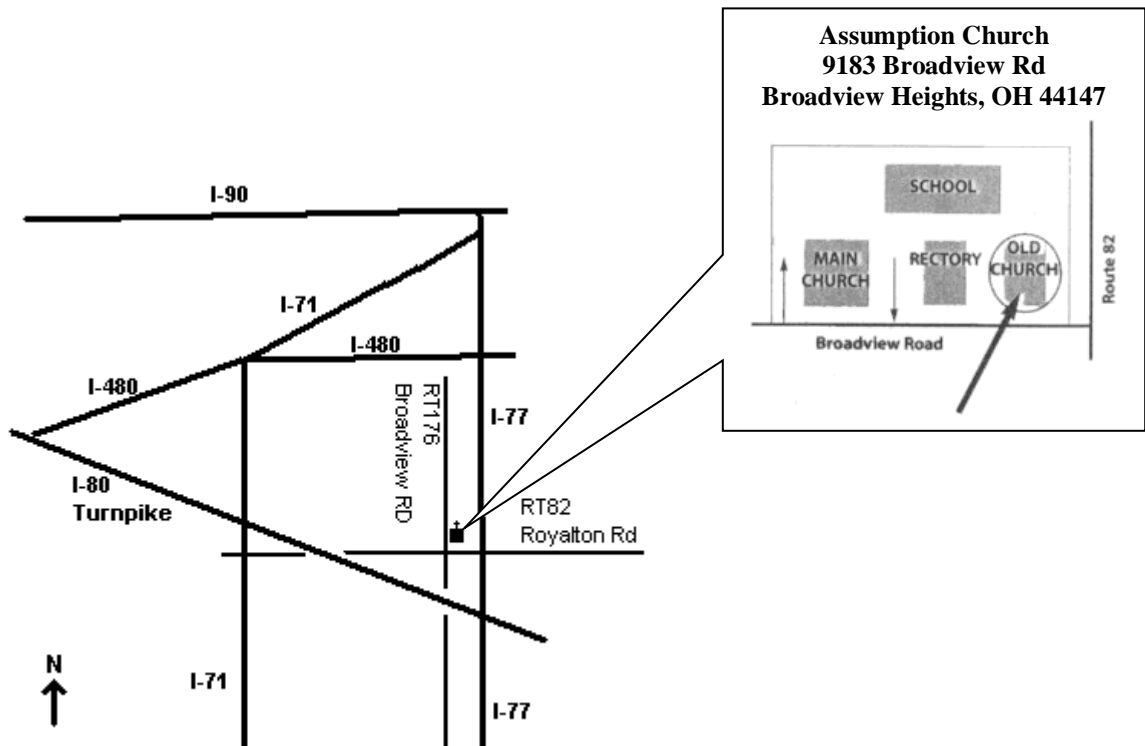 Assumption Church
9183 Broadview Rd
Broadview Heights, OH 44147
SCHOOL
MAIN
CHURCH
RECTORY
OLD
CHURCH
Route 82
Broadview Road
I-90
I-71
I-480
I-480
RT176
Broadview RD
I-77
I-80
Turnpike
RT82
Royalton Rd
N
I-71
I-77